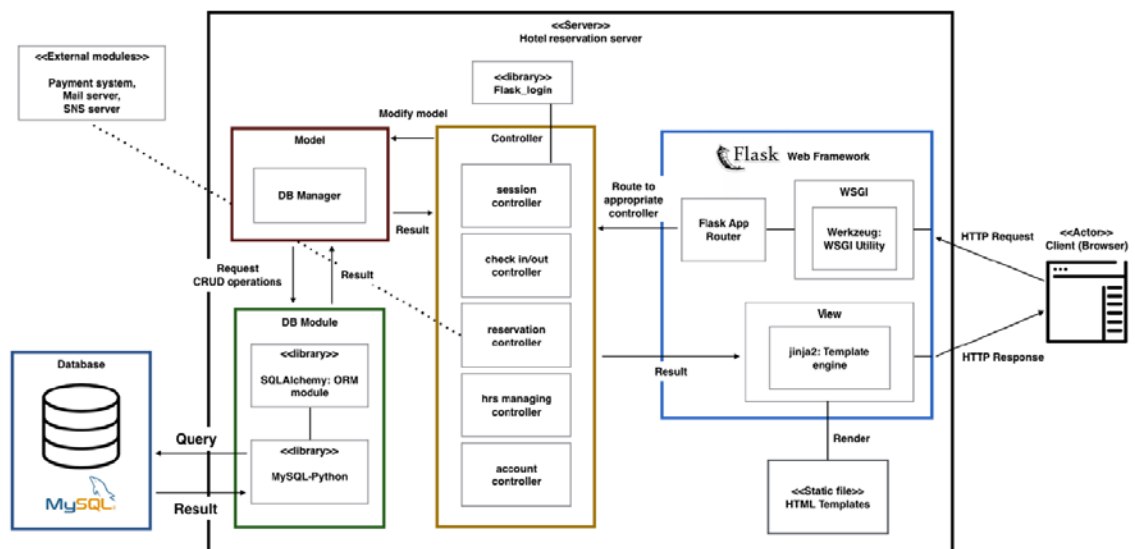 <<Server>>
Hotel reservation server
<<External modules>>
Payment system,
Mail server,
SNS server
<<library>>
Flask_login
Modify model
Model
DB Manager
Result
Request
CRUD operations
Result
Controller
session
controller
check in/out
controller
reservation
controller
hrs managing
controller
account
controller
Route to
appropriate
controller
Flask Web Framework
Flask App
Router
WSGI
Werkzeug:
WSGI Utility
HTTP Request
<<Actor>>
Client (Browser)
HTTP Response
View
jinja2: Template
engine
Result
Render
<<Static file>>
HTML Templates
DB Module
<<library>>
SQLAlchemy: ORM
module
<<library>>
MySQL-Python
Database
MySQL
Query
Result